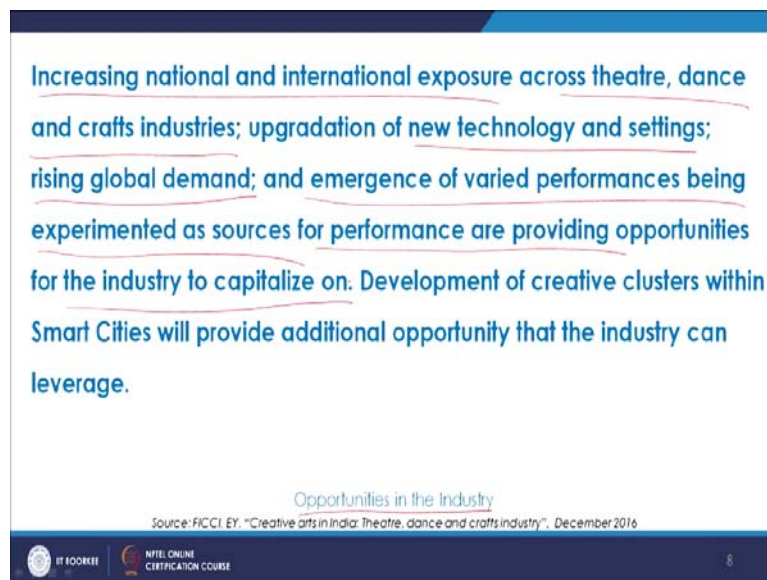 Increasing national and international exposure across theatre, dance
and crafts industries; upgradation of new technology and settings;
rising global demand; and emergence of varied performances being
experimented as sources for performance are providing opportunities
for the industry to capitalize on. Development of creative clusters within
Smart Cities will provide additional opportunity that the industry can
leverage.
Opportunities in the Industry
Source: FICCI, EY, "Creative arts in India: Theatre, dance and crafts industry", December 2016
IIT ROORKEE
NPTEL ONLINE
CERTIFICATION COURSE
8